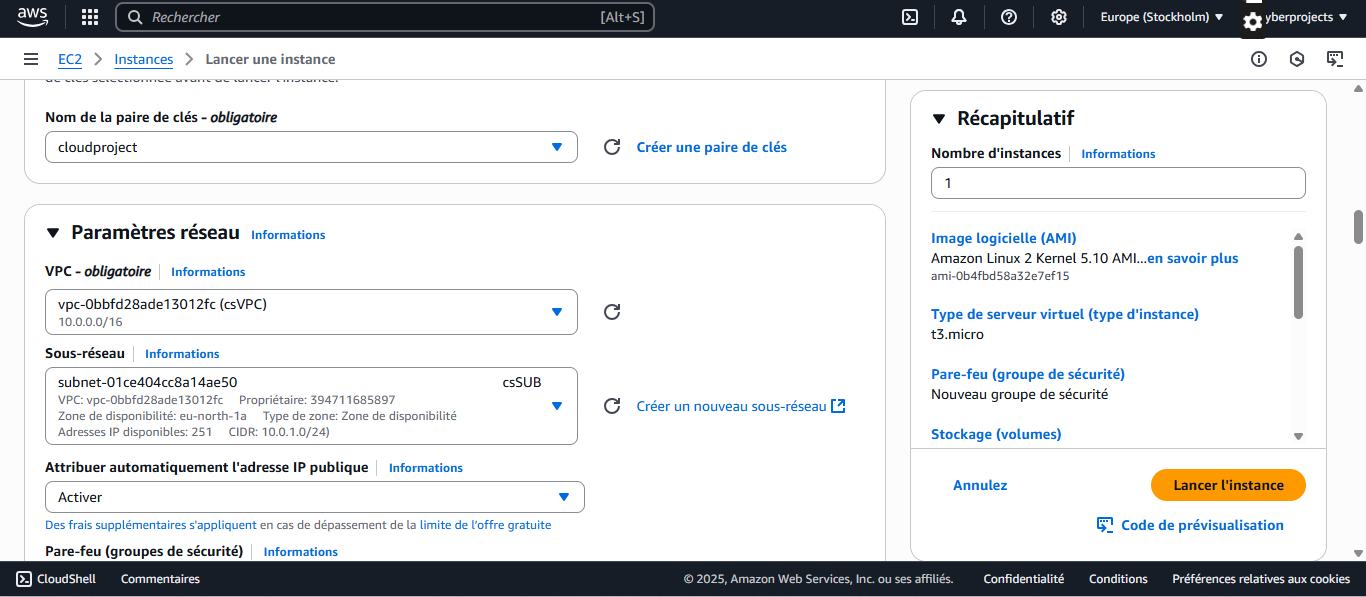 aws
Rechercher [Alt+S]
Europe (Stockholm)
yberprojects
EC2
Instances
Lancer une instance
de clés sélectionnée avant de lancer l'instance.
Nom de la paire de clés - obligatoire
cloudproject
Créer une paire de clés
Paramètres réseau
Informations
VPC - obligatoire
Informations
vpc-0bbfd28ade13012fc (csVPC)
10.0.0.0/16
Sous-réseau
Informations
subnet-01ce404cc8a14ae50 csSUB
VPC: vpc-0bbfd28ade13012fc Propriétaire: 394711685897
Zone de disponibilité: eu-north-1a Type de zone: Zone de disponibilité
Adresses IP disponibles: 251 CIDR: 10.0.1.0/24)
Créer un nouveau sous-réseau
Attribuer automatiquement l'adresse IP publique
Informations
Activer
Des frais supplémentaires s'appliquent en cas de dépassement de la limite de l'offre gratuite
Pare-feu (groupes de sécurité)
Informations
Récapitulatif
Nombre d'instances
Informations
1
Image logicielle (AMI)
Amazon Linux 2 Kernel 5.10 AMI...en savoir plus
ami-0b4fbd58a32e7ef15
Type de serveur virtuel (type d'instance)
t3.micro
Pare-feu (groupe de sécurité)
Nouveau groupe de sécurité
Stockage (volumes)
Annulez
Lancer l'instance
Code de prévisualisation
CloudShell
Commentaires
© 2025, Amazon Web Services, Inc. ou ses affiliés.
Confidentialité
Conditions
Préférences relatives aux cookies